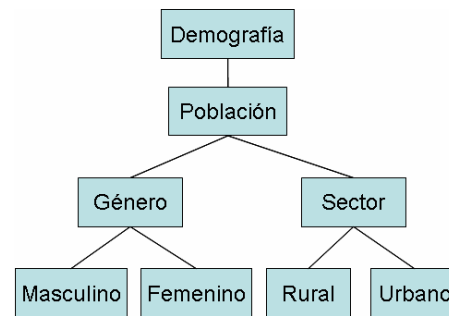 Demografía
Población
Género
Sector
Masculino
Femenino
Rural
Urbano